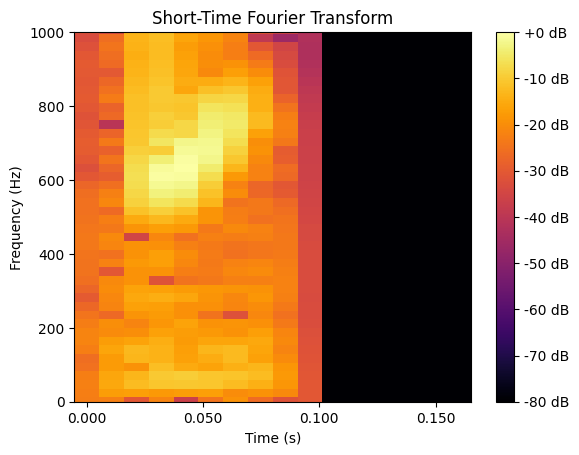 Short-Time Fourier Transform
1000
800
600
400
200
0
Frequency (Hz)
0.000
0.050
0.100
0.150
Time (s)
+0 dB
-10 dB
-20 dB
-30 dB
-40 dB
-50 dB
-60 dB
-70 dB
-80 dB